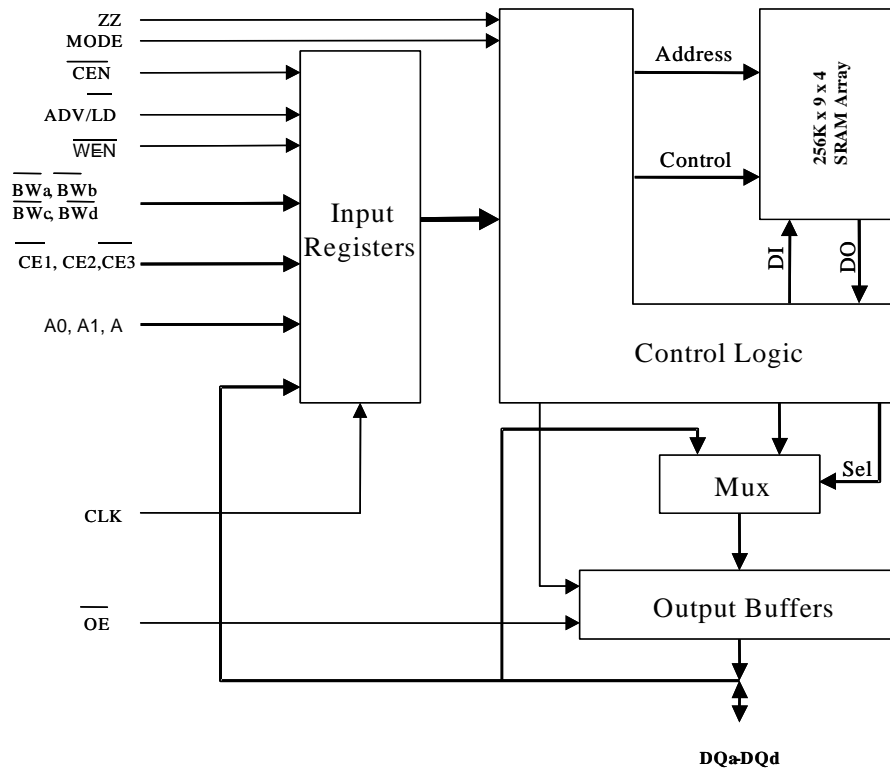 ZZ
MODE
CEN
ADV/LD
WEN
BWa, BWb
BWc, BWd
CE1, CE2,CE3
A0, A1, A
CLK
OE
Input
Registers
Address
Control
256K x 9 x 4
SRAM Array
DI
DO
Control Logic
Sel
Mux
Output Buffers
DQa-DQd